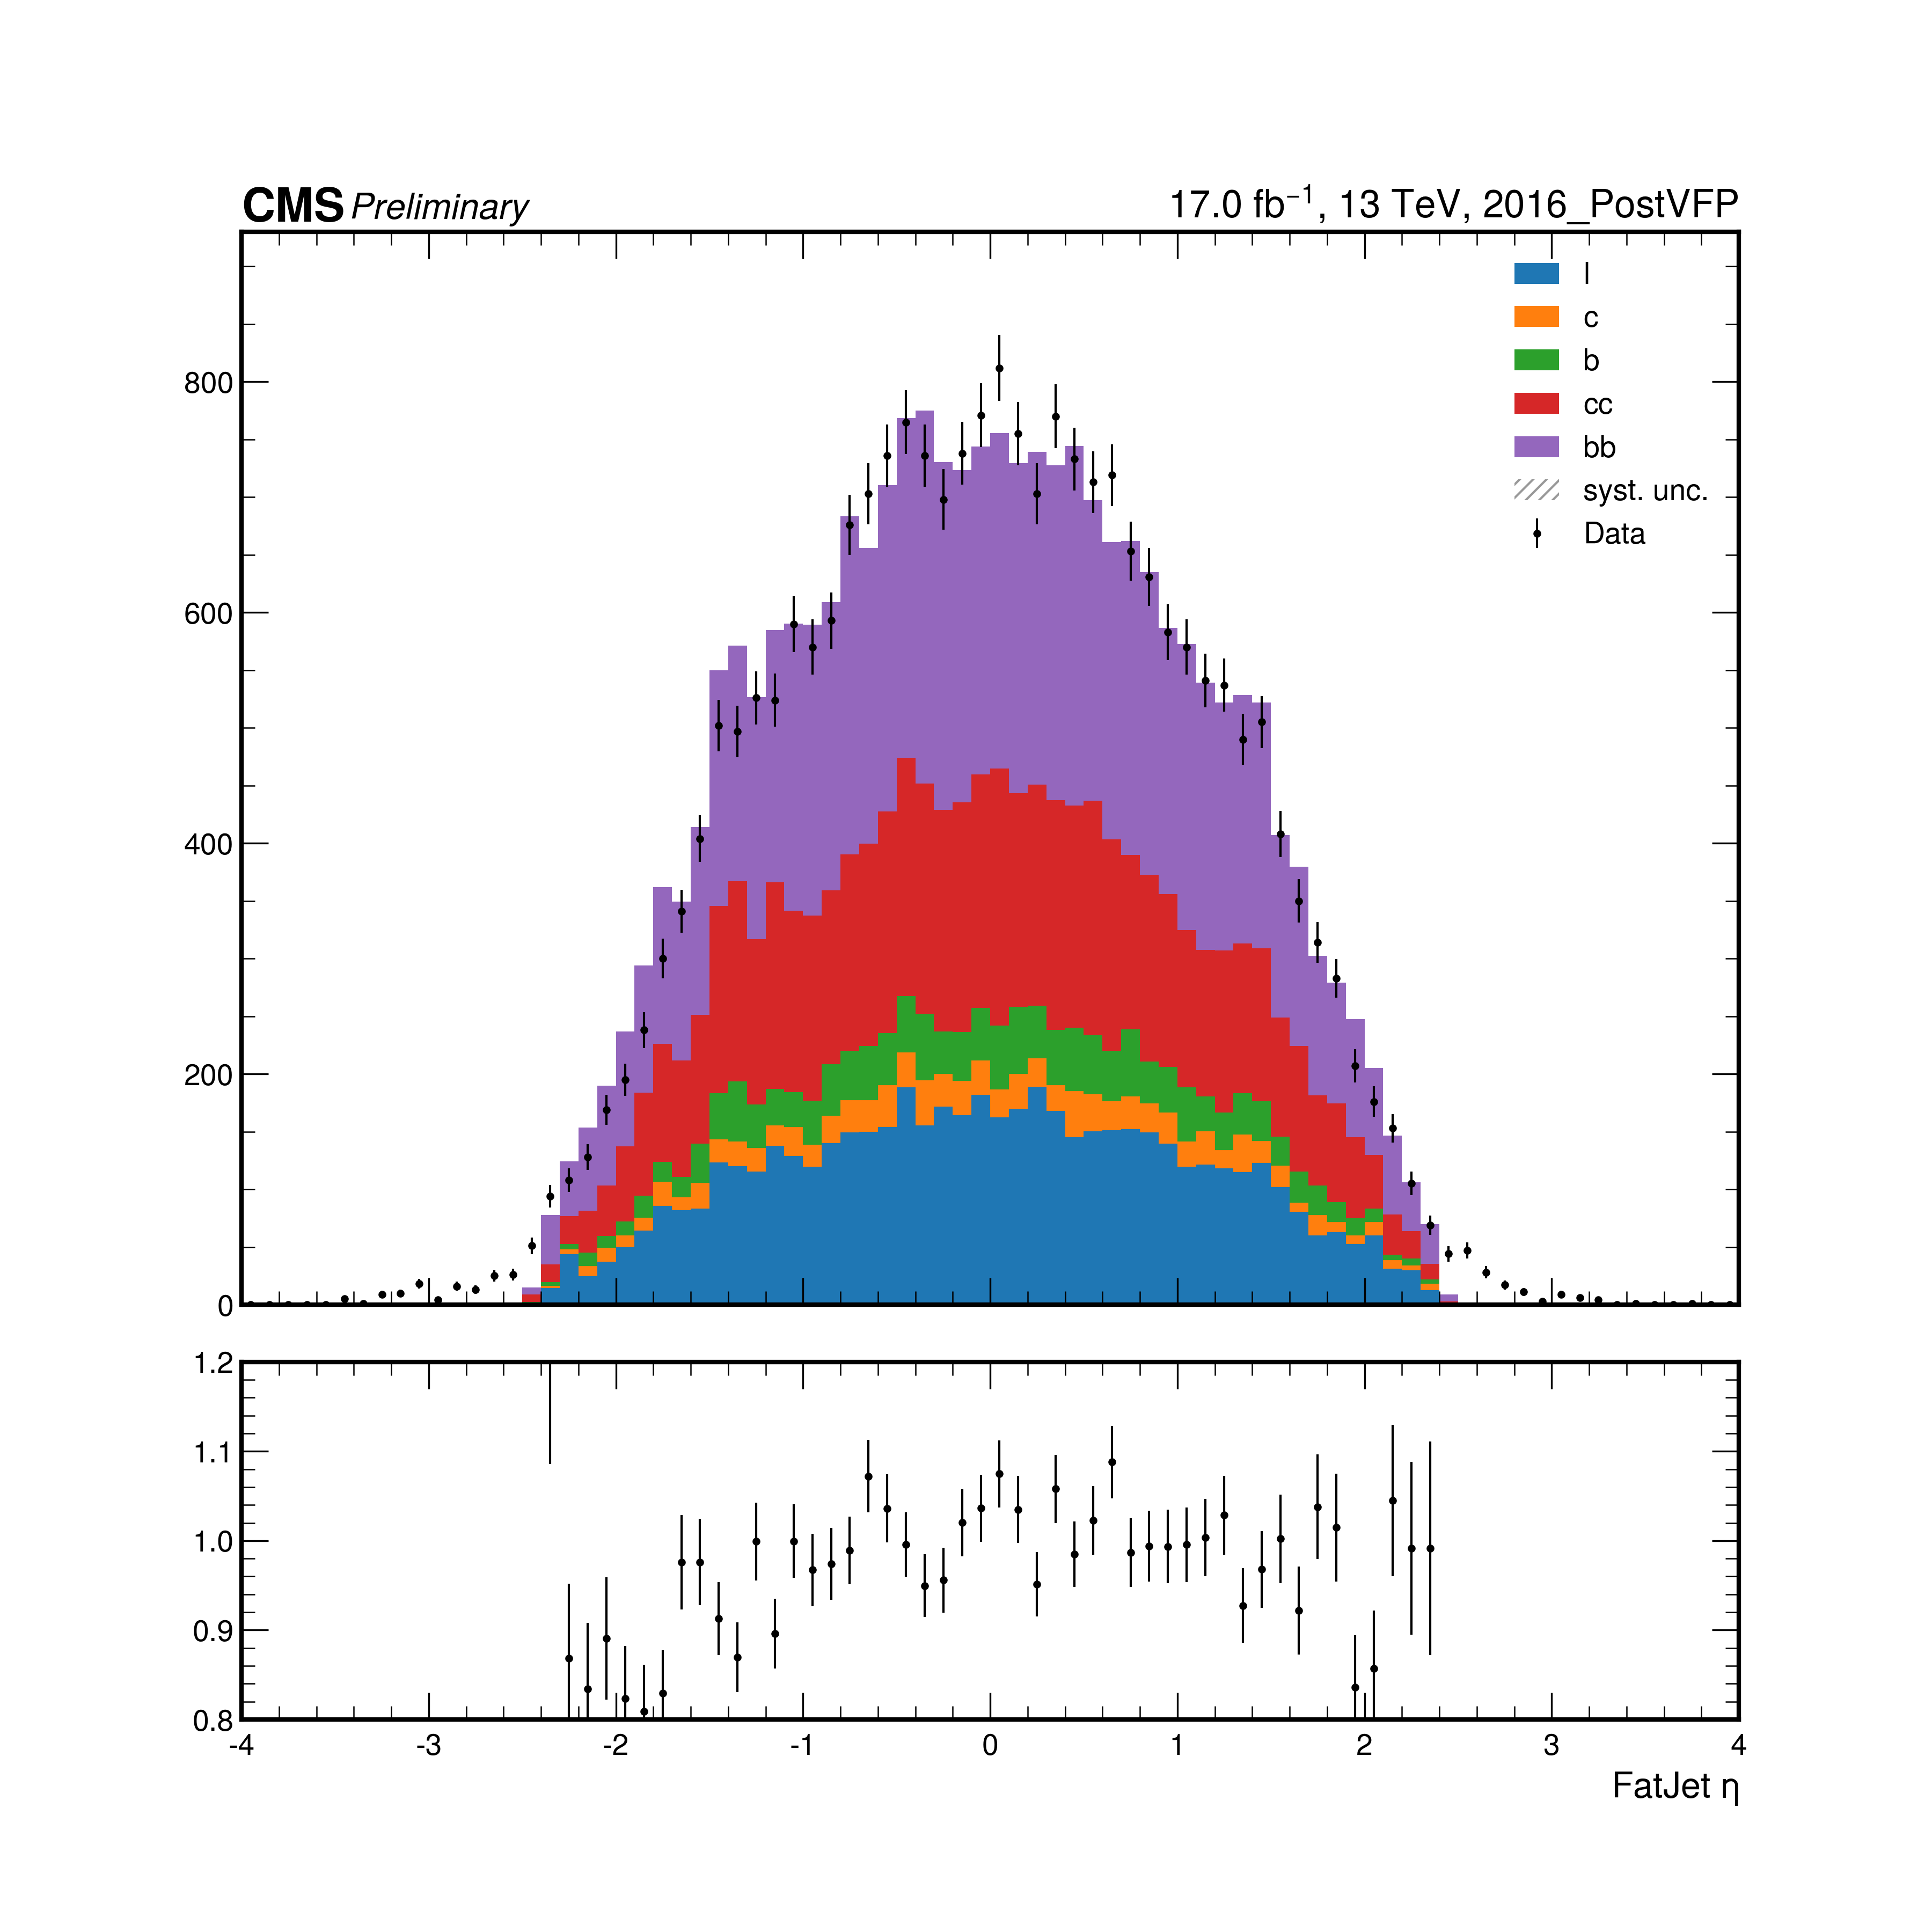 CMS Preliminary
17.0 fb⁻¹, 13 TeV, 2016_PostVFP
l
c
b
cc
bb
syst. unc.
Data
800
600
400
200
0
1.2
1.1
1.0
0.9
0.8
-4 -3 -2 -1 0 1 2 3 4
FatJet η